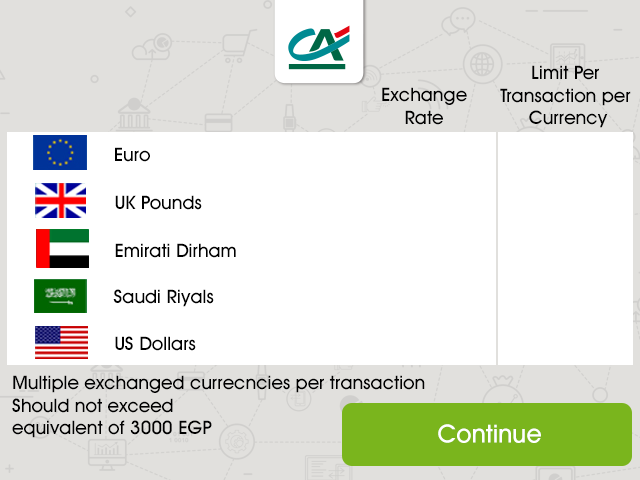 CA
Exchange
Rate
Limit Per
Transaction per
Currency
Euro
UK Pounds
Emirati Dirham
Saudi Riyals
US Dollars
Multiple exchanged currecncies per transaction
Should not exceed
equivalent of 3000 EGP
Continue